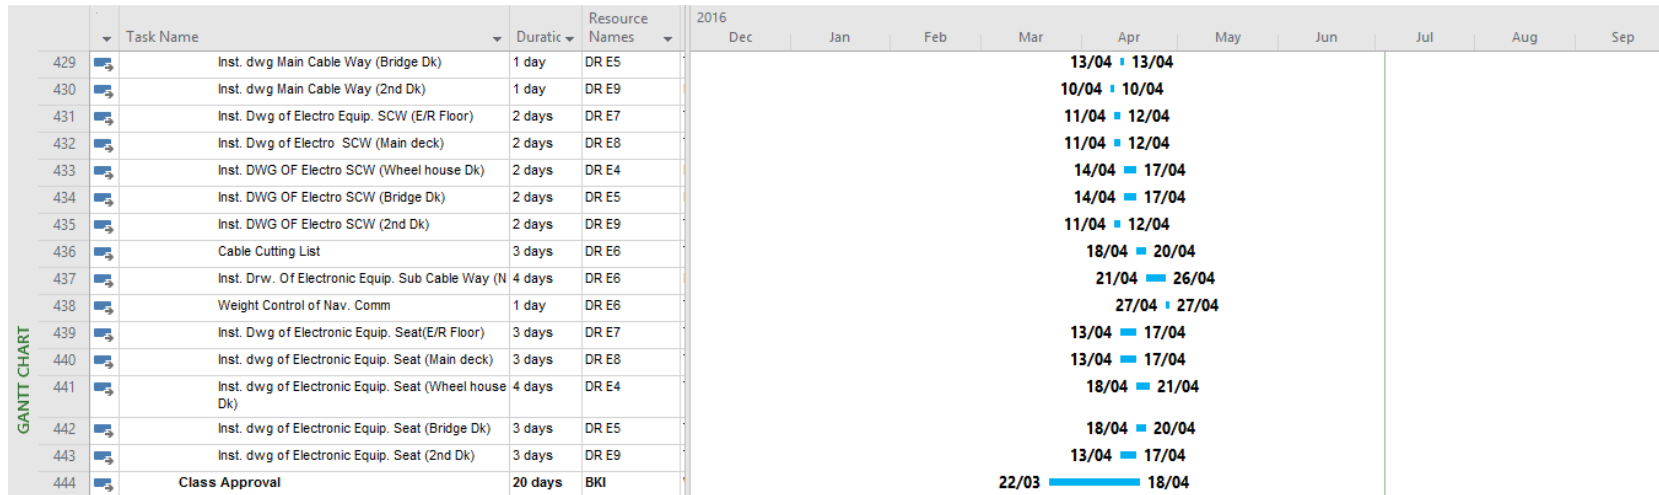 Resource
2016
Task Name Duratic Names Dec Jan Feb Mar Apr May Jun Jul Aug Sep
429 Inst. dwg Main Cable Way (Bridge Dk) 1 day DR E5 13/04 13/04
430 Inst. dwg Main Cable Way (2nd Dk) 1 day DR E9 10/04 10/04
431 Inst. Dwg of Electro Equip. SCW (E/R Floor) 2 days DR E7 11/04 12/04
432 Inst. Dwg of Electro SCW (Main deck) 2 days DR E8 11/04 12/04
433 Inst. DWG OF Electro SCW (Wheel house Dk) 2 days DR E4 14/04 17/04
434 Inst. DWG OF Electro SCW (Bridge Dk) 2 days DR E5 14/04 17/04
435 Inst. DWG OF Electro SCW (2nd Dk) 2 days DR E9 11/04 12/04
436 Cable Cutting List 3 days DR E6 18/04 20/04
437 Inst. Drw. Of Electronic Equip. Sub Cable Way (N 4 days DR E6 21/04 26/04
438 Weight Control of Nav. Comm 1 day DR E6 27/04 27/04
439 Inst. Dwg of Electronic Equip. Seat(E/R Floor) 3 days DR E7 13/04 17/04
440 Inst. dwg of Electronic Equip. Seat (Main deck) 3 days DR E8 13/04 17/04
441 Inst. dwg of Electronic Equip. Seat (Wheel house 4 days DR E4 18/04 21/04
Dk)
442 Inst. dwg of Electronic Equip. Seat (Bridge Dk) 3 days DR E5 18/04 20/04
443 Inst. dwg of Electronic Equip. Seat (2nd Dk) 3 days DR E9 13/04 17/04
444 Class Approval 20 days BKI 22/03 18/04
GANTT CHART